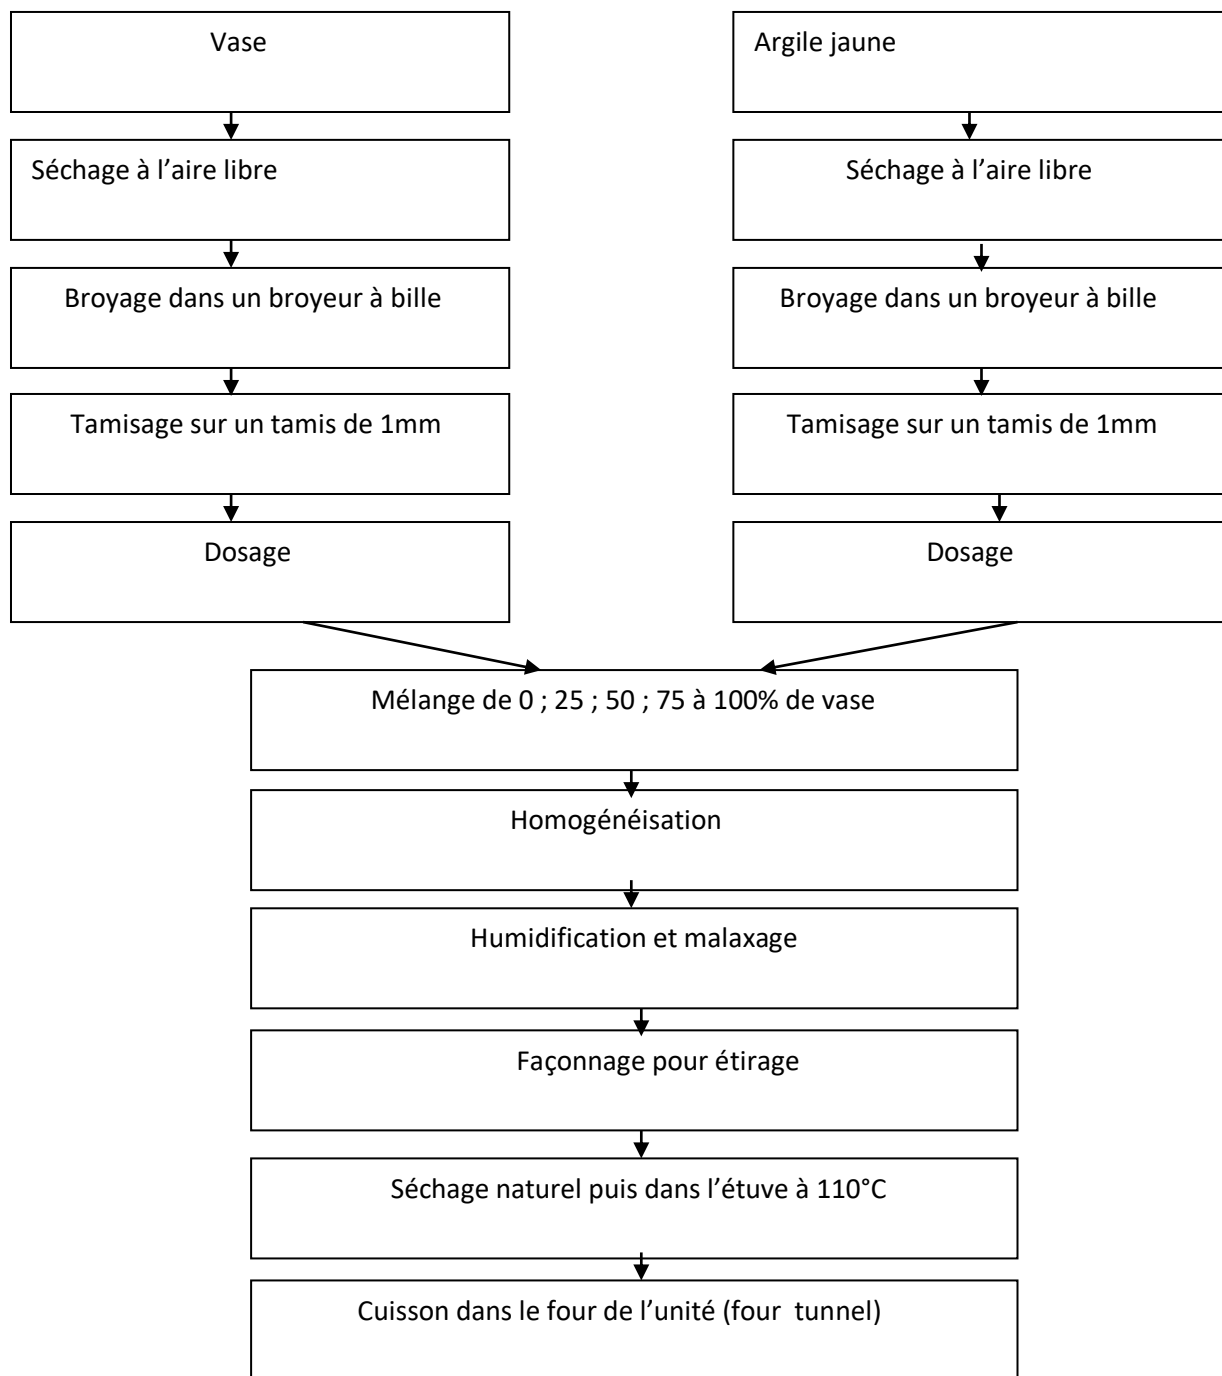 Vase
Argile jaune
Séchage à l’aire libre
Séchage à l’aire libre
Broyage dans un broyeur à bille
Broyage dans un broyeur à bille
Tamisage sur un tamis de 1mm
Tamisage sur un tamis de 1mm
Dosage
Dosage
Mélange de 0 ; 25 ; 50 ; 75 à 100% de vase
Homogénéisation
Humidification et malaxage
Façonnage pour étirage
Séchage naturel puis dans l’étuve à 110°C
Cuisson dans le four de l’unité (four  tunnel)